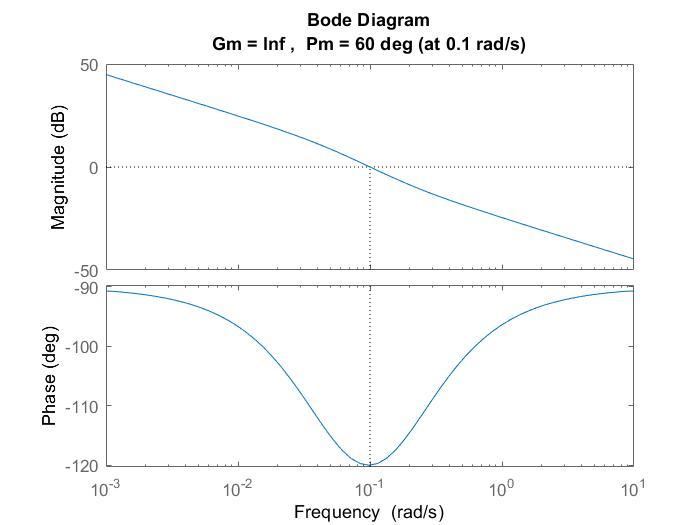 Bode Diagram
Gm = Inf ,  Pm = 60 deg (at 0.1 rad/s)
50
0
-50
Magnitude (dB)
-90
-100
-110
-120
Phase (deg)
10^-3 10^-2 10^-1 10^0 10^1
Frequency  (rad/s)